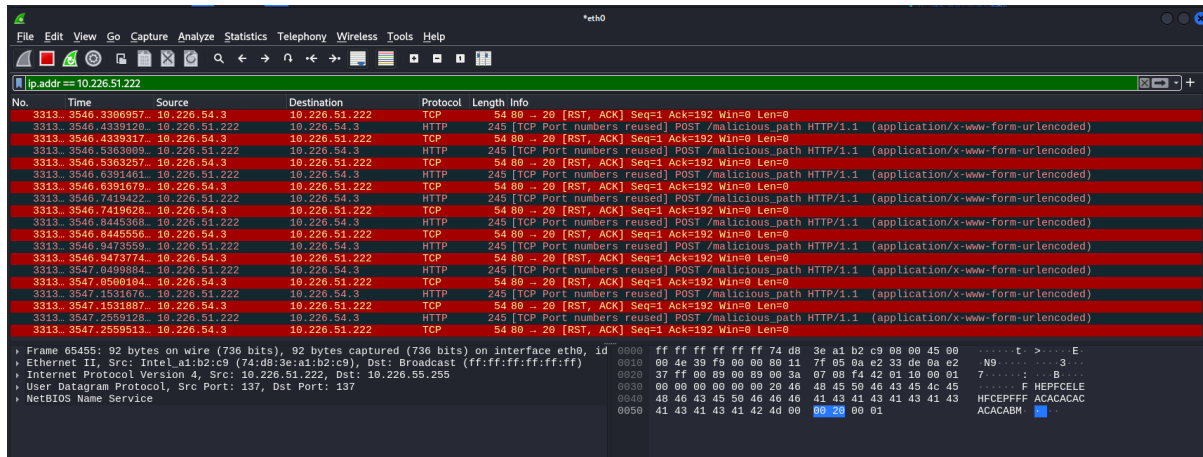 *eth0
File Edit View Go Capture Analyze Statistics Telephony Wireless Tools Help
ip.addr == 10.226.51.222
No. Time Source Destination Protocol Length Info
3313… 3546.3306957… 10.226.54.3 10.226.51.222 TCP 54 80 → 20 [RST, ACK] Seq=1 Ack=192 Win=0 Len=0
3313… 3546.4339120… 10.226.51.222 10.226.54.3 HTTP 245 [TCP Port numbers reused] POST /malicious_path HTTP/1.1 (application/x-www-form-urlencoded)
3313… 3546.4339317… 10.226.54.3 10.226.51.222 TCP 54 80 → 20 [RST, ACK] Seq=1 Ack=192 Win=0 Len=0
3313… 3546.5363009… 10.226.51.222 10.226.54.3 HTTP 245 [TCP Port numbers reused] POST /malicious_path HTTP/1.1 (application/x-www-form-urlencoded)
3313… 3546.5363257… 10.226.54.3 10.226.51.222 TCP 54 80 → 20 [RST, ACK] Seq=1 Ack=192 Win=0 Len=0
3313… 3546.6391461… 10.226.51.222 10.226.54.3 HTTP 245 [TCP Port numbers reused] POST /malicious_path HTTP/1.1 (application/x-www-form-urlencoded)
3313… 3546.6391679… 10.226.54.3 10.226.51.222 TCP 54 80 → 20 [RST, ACK] Seq=1 Ack=192 Win=0 Len=0
3313… 3546.7419422… 10.226.51.222 10.226.54.3 HTTP 245 [TCP Port numbers reused] POST /malicious_path HTTP/1.1 (application/x-www-form-urlencoded)
3313… 3546.7419628… 10.226.54.3 10.226.51.222 TCP 54 80 → 20 [RST, ACK] Seq=1 Ack=192 Win=0 Len=0
3313… 3546.8445368… 10.226.51.222 10.226.54.3 HTTP 245 [TCP Port numbers reused] POST /malicious_path HTTP/1.1 (application/x-www-form-urlencoded)
3313… 3546.8445556… 10.226.54.3 10.226.51.222 TCP 54 80 → 20 [RST, ACK] Seq=1 Ack=192 Win=0 Len=0
3313… 3546.9473559… 10.226.51.222 10.226.54.3 HTTP 245 [TCP Port numbers reused] POST /malicious_path HTTP/1.1 (application/x-www-form-urlencoded)
3313… 3546.9473774… 10.226.54.3 10.226.51.222 TCP 54 80 → 20 [RST, ACK] Seq=1 Ack=192 Win=0 Len=0
3313… 3547.0499884… 10.226.51.222 10.226.54.3 HTTP 245 [TCP Port numbers reused] POST /malicious_path HTTP/1.1 (application/x-www-form-urlencoded)
3313… 3547.0500104… 10.226.54.3 10.226.51.222 TCP 54 80 → 20 [RST, ACK] Seq=1 Ack=192 Win=0 Len=0
3313… 3547.1531676… 10.226.51.222 10.226.54.3 HTTP 245 [TCP Port numbers reused] POST /malicious_path HTTP/1.1 (application/x-www-form-urlencoded)
3313… 3547.1531887… 10.226.54.3 10.226.51.222 TCP 54 80 → 20 [RST, ACK] Seq=1 Ack=192 Win=0 Len=0
3313… 3547.2559128… 10.226.51.222 10.226.54.3 HTTP 245 [TCP Port numbers reused] POST /malicious_path HTTP/1.1 (application/x-www-form-urlencoded)
3313… 3547.2559513… 10.226.54.3 10.226.51.222 TCP 54 80 → 20 [RST, ACK] Seq=1 Ack=192 Win=0 Len=0
Frame 65455: 92 bytes on wire (736 bits), 92 bytes captured (736 bits) on interface eth0, id
Ethernet II, Src: Intel_a1:b2:c9 (74:d8:3e:a1:b2:c9), Dst: Broadcast (ff:ff:ff:ff:ff:ff)
Internet Protocol Version 4, Src: 10.226.51.222, Dst: 10.226.55.255
User Datagram Protocol, Src Port: 137, Dst Port: 137
NetBIOS Name Service
0000 ff ff ff ff ff ff 74 d8 3e a1 b2 c9 08 00 45 00 ······t· >·····E·
0010 00 4e 39 f9 00 00 80 11 7f 05 0a e2 33 de 0a e2 ·N9····· ····3···
0020 37 ff 00 89 00 89 00 3a 07 08 f4 42 01 10 00 01 7······: ···B····
0030 00 00 00 00 00 00 20 46 48 45 50 46 43 45 4c 45 ······ F HEPFCELE
0040 48 46 43 45 50 46 46 46 41 43 41 43 41 43 41 43 HFCEPFFF ACACACAC
0050 41 43 41 43 41 42 4d 00 00 20 00 01 ACACABM· · ··